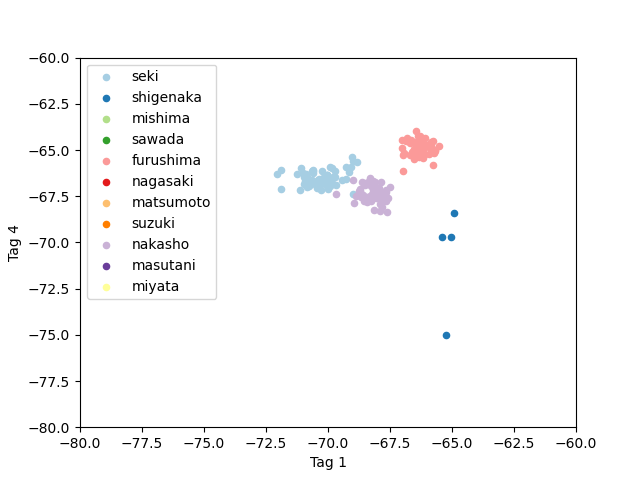 −60.0
−62.5
−65.0
−67.5
−70.0
−72.5
−75.0
−77.5
−80.0
Tag 4
seki
shigenaka
mishima
sawada
furushima
nagasaki
matsumoto
suzuki
nakasho
masutani
miyata
−80.0 −77.5 −75.0 −72.5 −70.0 −67.5 −65.0 −62.5 −60.0
Tag 1